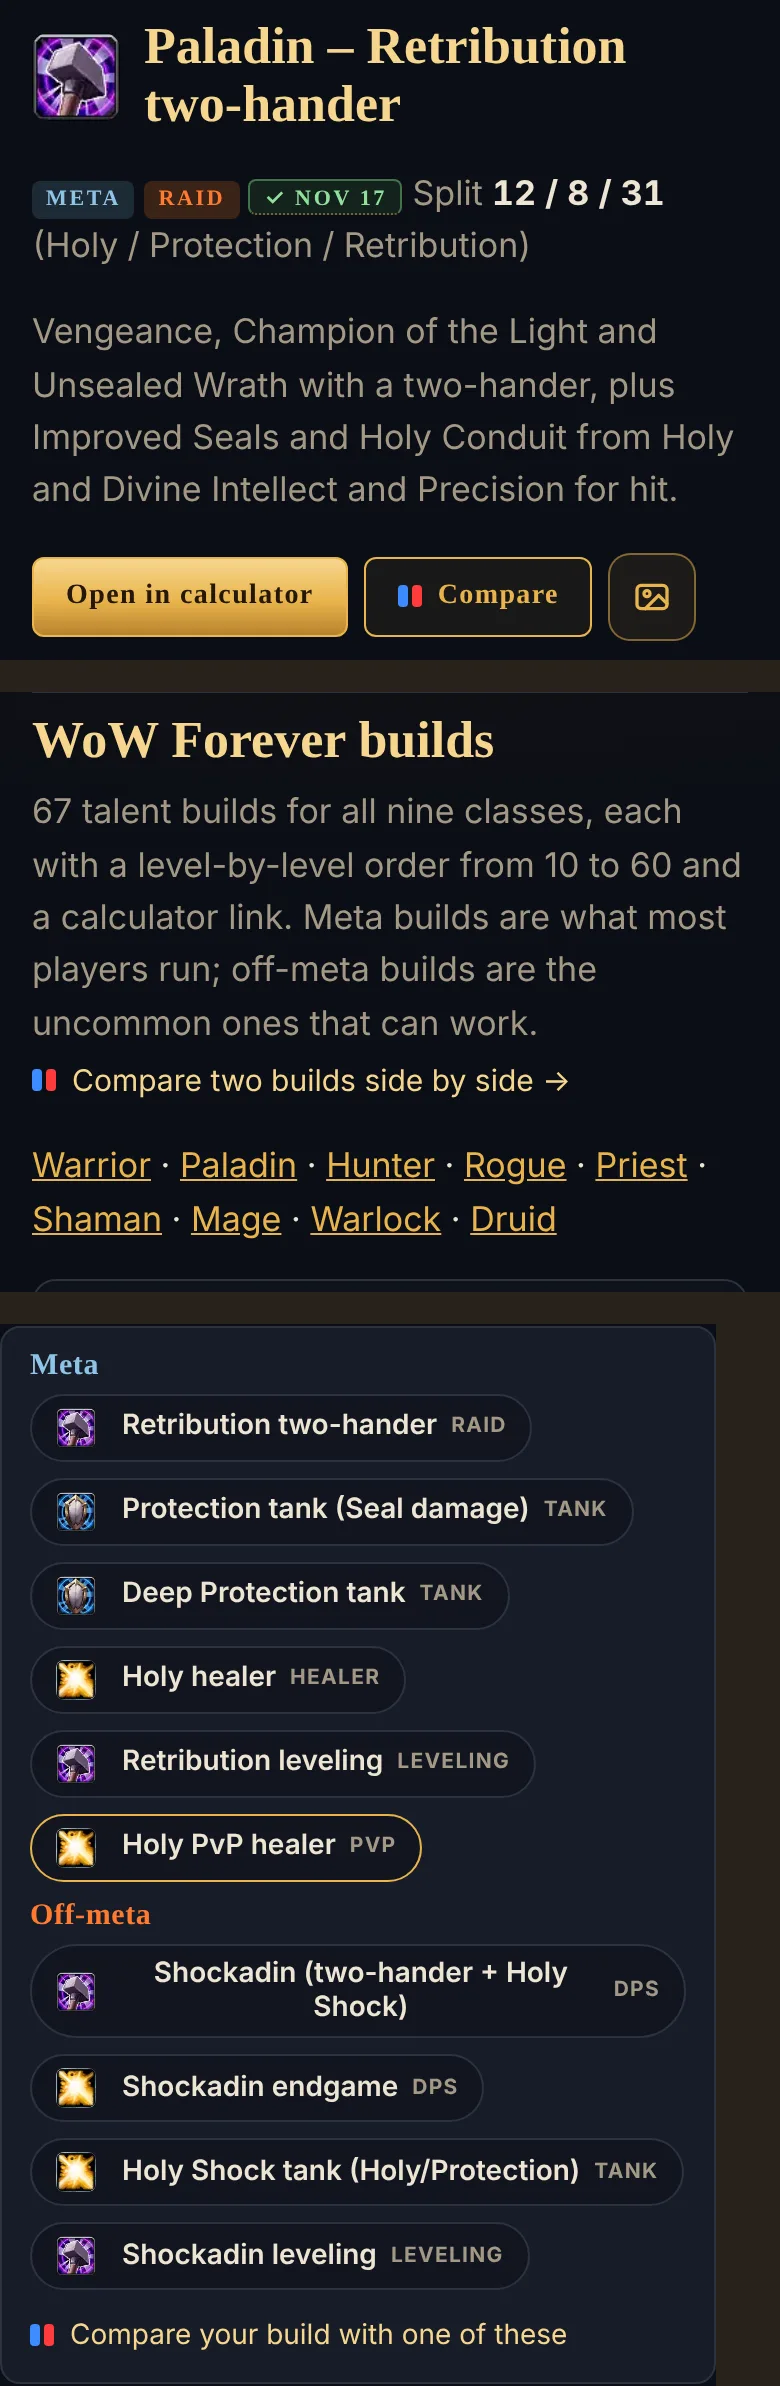 Paladin – Retribution
two-hander
META RAID ✓ NOV 17 Split 12 / 8 / 31
(Holy / Protection / Retribution)
Vengeance, Champion of the Light and
Unsealed Wrath with a two-hander, plus
Improved Seals and Holy Conduit from Holy
and Divine Intellect and Precision for hit.
Open in calculator Compare
WoW Forever builds
67 talent builds for all nine classes, each
with a level-by-level order from 10 to 60 and
a calculator link. Meta builds are what most
players run; off-meta builds are the
uncommon ones that can work.
Compare two builds side by side →
Warrior · Paladin · Hunter · Rogue · Priest ·
Shaman · Mage · Warlock · Druid
Meta
Retribution two-hander RAID
Protection tank (Seal damage) TANK
Deep Protection tank TANK
Holy healer HEALER
Retribution leveling LEVELING
Holy PvP healer PVP
Off-meta
Shockadin (two-hander + Holy
Shock) DPS
Shockadin endgame DPS
Holy Shock tank (Holy/Protection) TANK
Shockadin leveling LEVELING
Compare your build with one of these